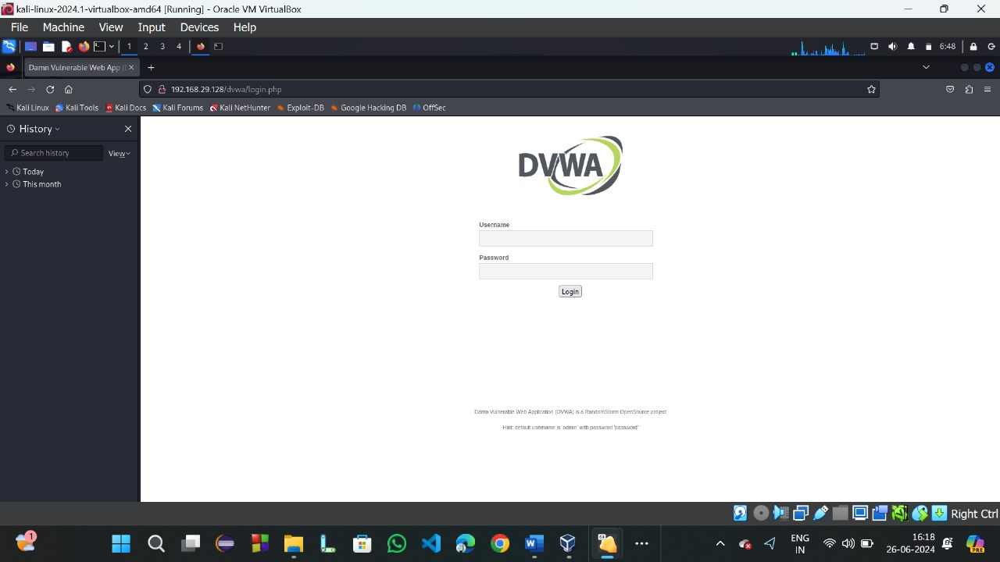 kali-linux-2024.1-virtualbox-amd64 [Running] - Oracle VM VirtualBox
File Machine View Input Devices Help
1 2 3 4 6:48
Damn Vulnerable Web App (
192.168.29.128/dvwa/login.php
Kali Linux Kali Tools Kali Docs Kali Forums Kali NetHunter Exploit-DB Google Hacking DB OffSec
History
Search history View
Today
This month
DVWA
Username
Password
Login
Damn Vulnerable Web Application (DVWA) is a RandomStorm OpenSource project
Hint: default username is 'admin' with password 'password'
Right Ctrl
1
64
ENG
IN
16:18
26-06-2024
PRE